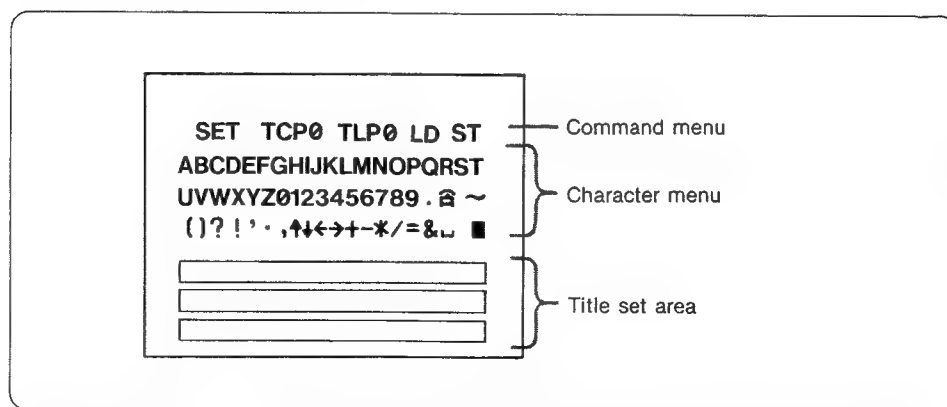 SET TCP0 TLP0 LD ST
Command menu
ABCDEFGHIJKLMNOPQRST
UVWXYZ0123456789.☎~
()?!'·,↑↓←→+-*/=&␣ ■
Character menu
Title set area